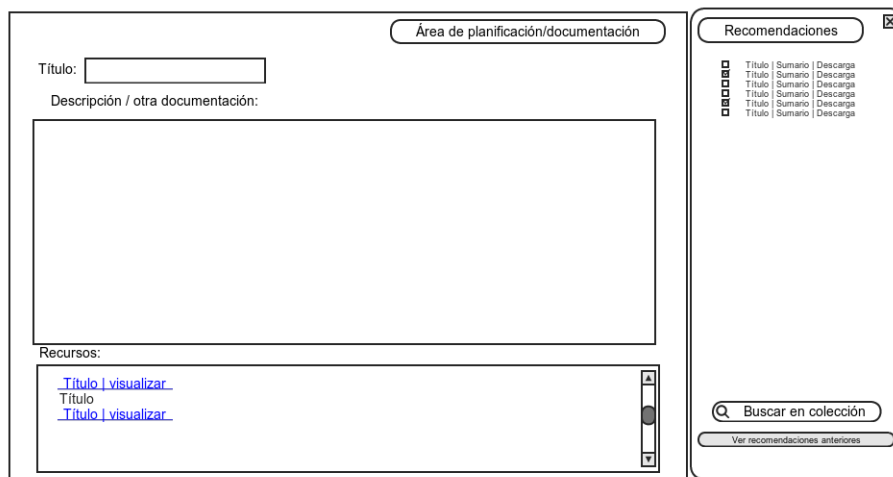 Área de planificación/documentación
Título:
Descripción / otra documentación:
Recursos:
Título | visualizar
Título
Título | visualizar
Recomendaciones
Título | Sumario | Descarga
Título | Sumario | Descarga
Título | Sumario | Descarga
Título | Sumario | Descarga
Título | Sumario | Descarga
Título | Sumario | Descarga
Buscar en colección
Ver recomendaciones anteriores